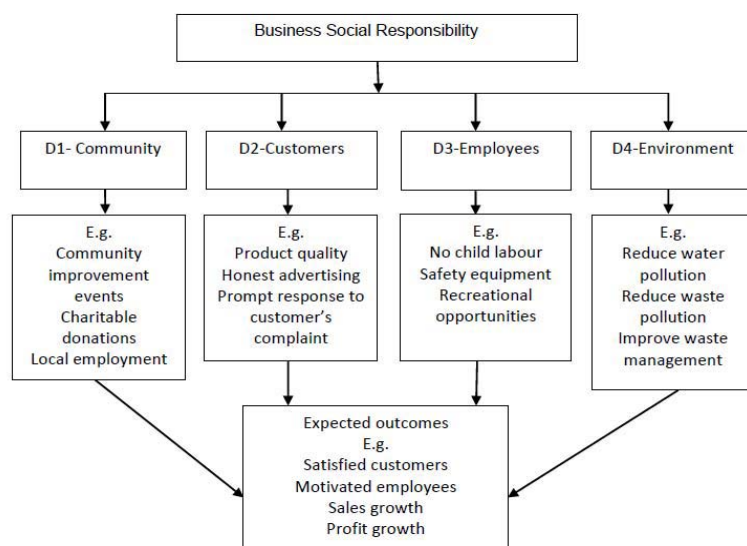 Business Social Responsibility
D1- Community
D2-Customers
D3-Employees
D4-Environment
E.g.
Community
improvement
events
Charitable
donations
Local employment
E.g.
Product quality
Honest advertising
Prompt response to
customer's
complaint
E.g.
No child labour
Safety equipment
Recreational
opportunities
E.g.
Reduce water
pollution
Reduce waste
pollution
Improve waste
management
Expected outcomes
E.g.
Satisfied customers
Motivated employees
Sales growth
Profit growth